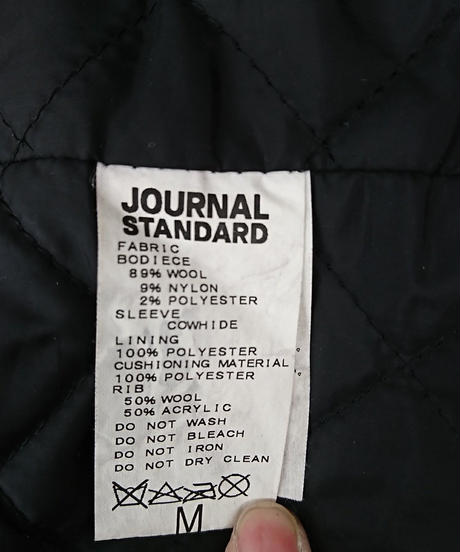 JOURNAL
STANDARD
FABRIC
BODIECE
89% WOOL
9% NYLON
2% POLYESTER
SLEEVE
COWHIDE
LINING
100% POLYESTER
CUSHIONING MATERIAL
100% POLYESTER
RIB
50% WOOL
50% ACRYLIC
DO NOT WASH
DO NOT BLEACH
DO NOT IRON
DO NOT DRY CLEAN
M